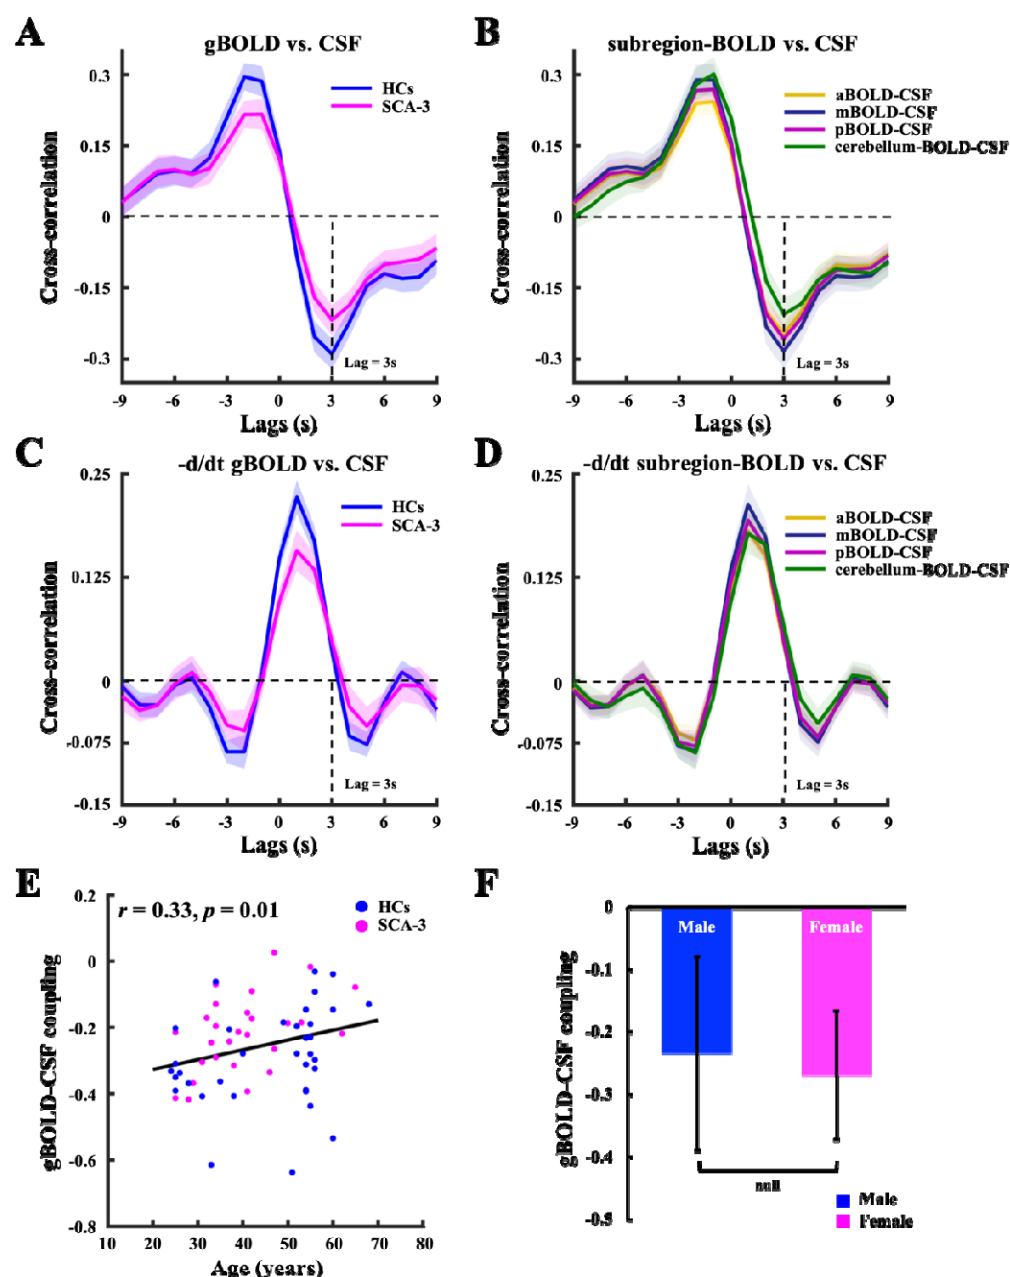 A
gBOLD vs. CSF
HCs
SCA-3
0.3
0.15
0
-0.15
-0.3
Cross-correlation
Lag = 3s
-9 -6 -3 0 3 6 9
Lags (s)
B
subregion-BOLD vs. CSF
aBOLD-CSF
mBOLD-CSF
pBOLD-CSF
cerebellum-BOLD-CSF
0.3
0.15
0
-0.15
-0.3
Cross-correlation
Lag = 3s
-9 -6 -3 0 3 6 9
Lags (s)
C
-d/dt gBOLD vs. CSF
HCs
SCA-3
0.25
0.125
0
-0.075
-0.15
Cross-correlation
Lag = 3s
-9 -6 -3 0 3 6 9
Lags (s)
D
-d/dt subregion-BOLD vs. CSF
aBOLD-CSF
mBOLD-CSF
pBOLD-CSF
cerebellum-BOLD-CSF
0.25
0.125
0
-0.075
-0.15
Cross-correlation
Lag = 3s
-9 -6 -3 0 3 6 9
Lags (s)
E
r = 0.33, p = 0.01
HCs
SCA-3
0.2
0
-0.2
-0.4
-0.6
-0.8
gBOLD-CSF coupling
10 20 30 40 50 60 70 80
Age (years)
F
0
-0.1
-0.2
-0.3
-0.4
-0.5
gBOLD-CSF coupling
Male
Female
null
Male
Female